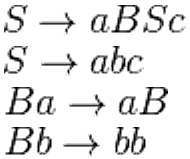 S → aBSc
S → abc
Ba → aB
Bb → bb